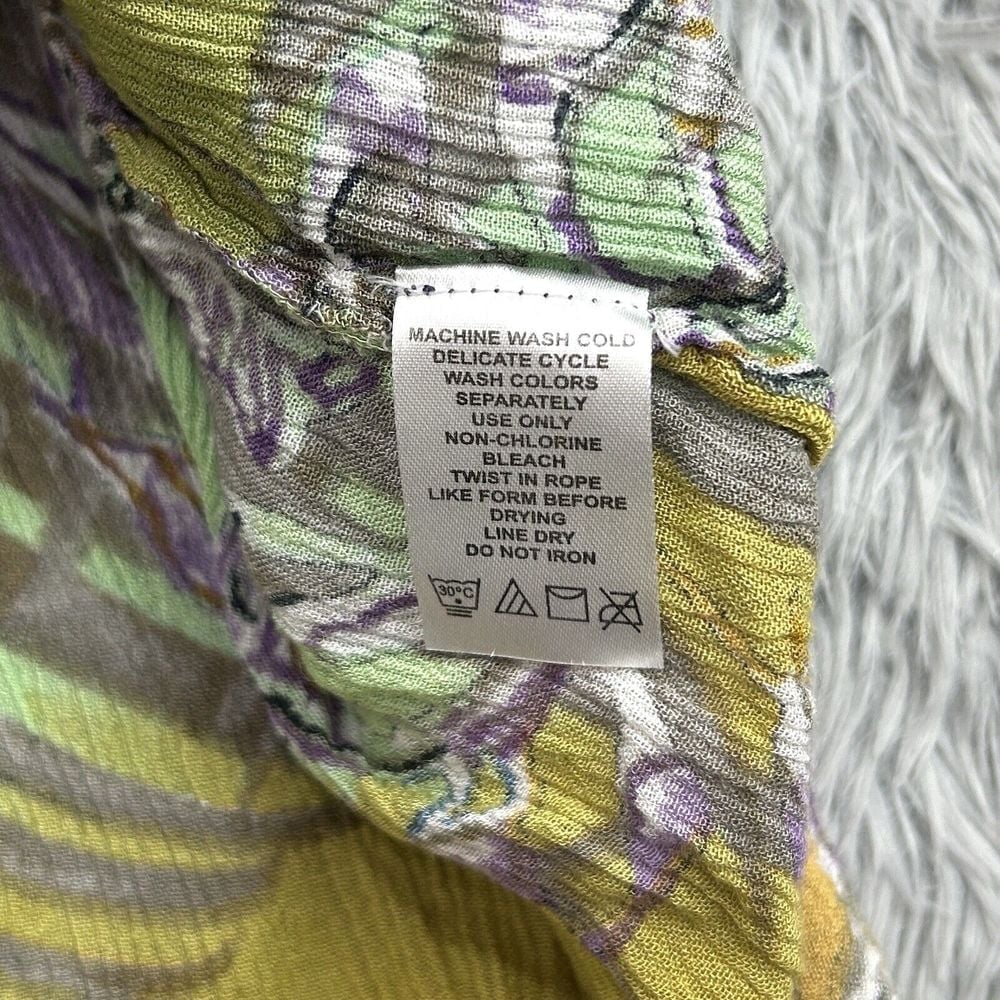 MACHINE WASH COLD
DELICATE CYCLE
WASH COLORS
SEPARATELY
USE ONLY
NON-CHLORINE
BLEACH
TWIST IN ROPE
LIKE FORM BEFORE
DRYING
LINE DRY
DO NOT IRON
30°C